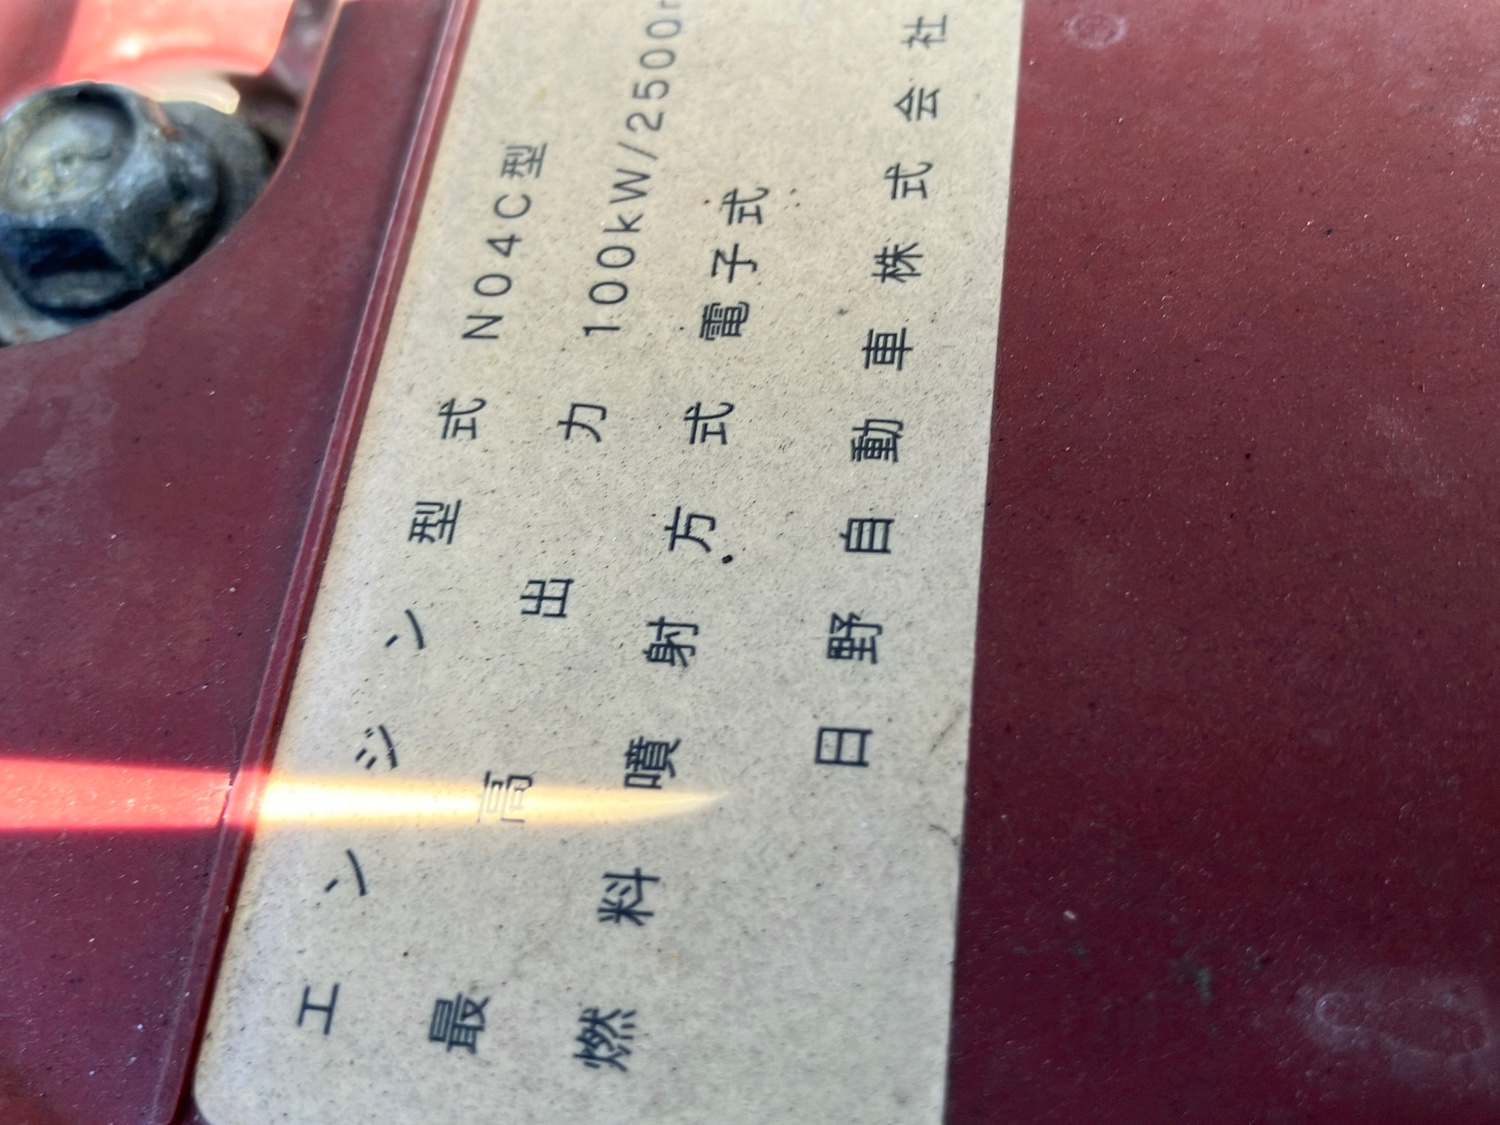 エンジン型式 N04C型
最高出力 100kW/2500r
燃料噴射方式 電子式
日野自動車株式会社